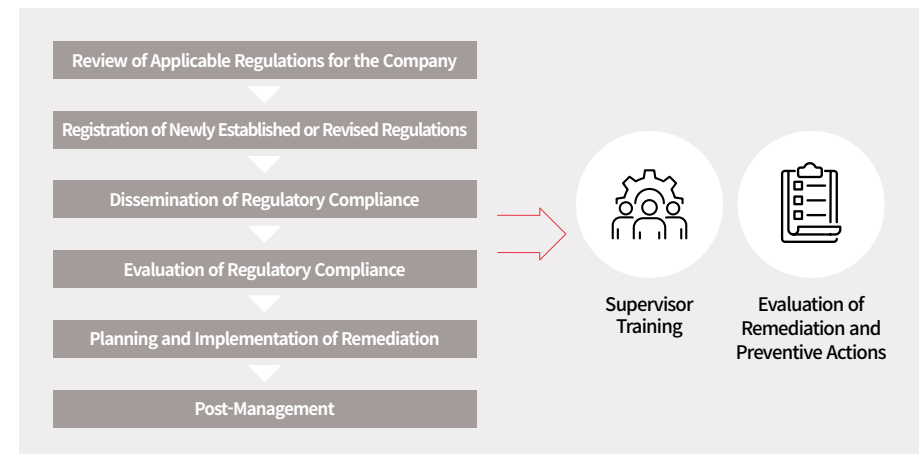 Review of Applicable Regulations for the Company
Registration of Newly Established or Revised Regulations
Dissemination of Regulatory Compliance
Evaluation of Regulatory Compliance
Planning and Implementation of Remediation
Post-Management
Supervisor
Training
Evaluation of
Remediation and
Preventive Actions